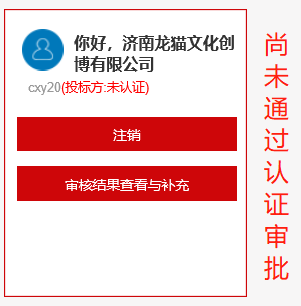 你好，济南龙猫文化创
博有限公司
cxy20(投标方:未认证)
注销
审核结果查看与补充
尚未通过认证审批